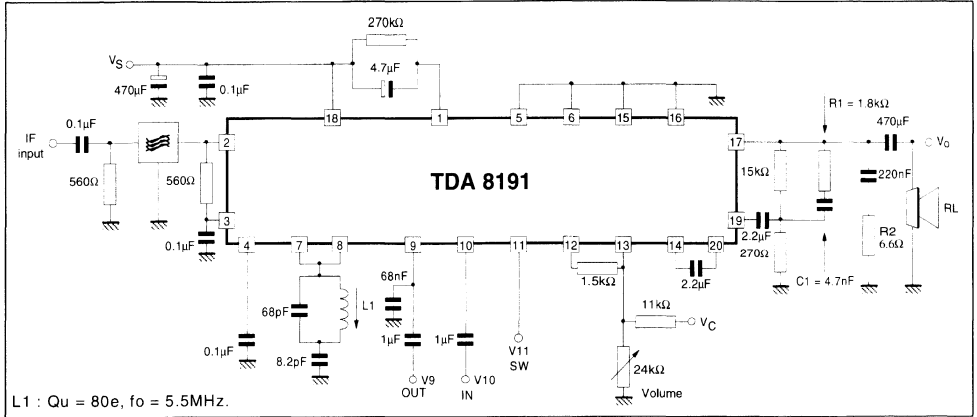 270kΩ
VS
4.7μF
470μF
0.1μF
R1 = 1.8kΩ
18
1
5
6
15
16
470μF
0.1μF
IF
input
2
17
Vo
560Ω
560Ω
TDA 8191
15kΩ
220nF
RL
3
19
0.1μF
4
7
8
9
10
11
12
13
14
20
2.2μF
270Ω
R2
6.6Ω
68nF
1.5kΩ
2.2μF
C1 = 4.7nF
68pF
L1
11kΩ
VC
0.1μF
8.2pF
1μF
1μF
V11
SW
24kΩ
V9
OUT
V10
IN
Volume
L1 : Qu = 80e, fo = 5.5MHz.